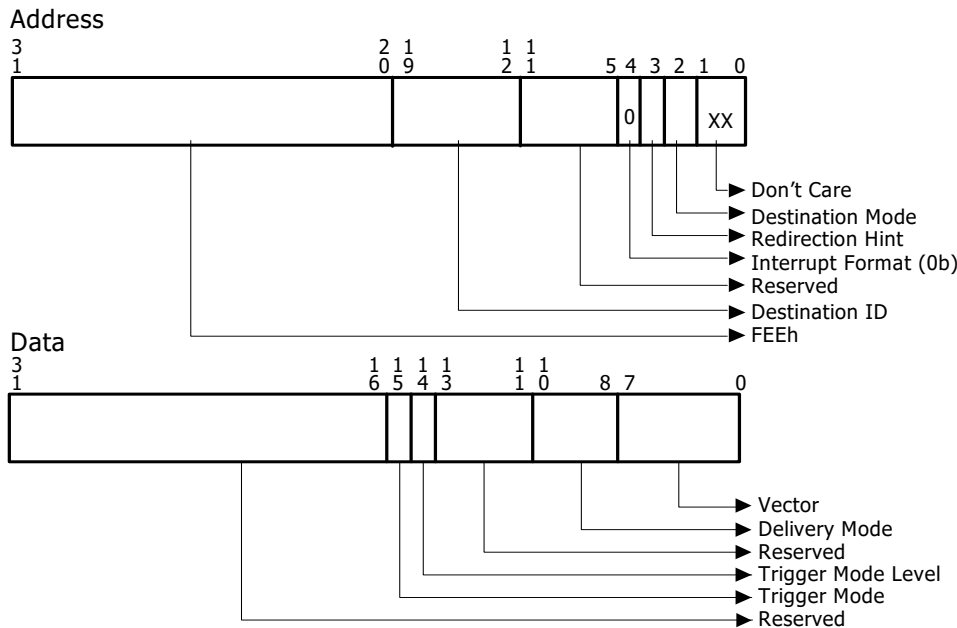 Address
3 2 1 1 1
1 0 9 2 1 5 4 3 2 1 0
0 XX
Don't Care
Destination Mode
Redirection Hint
Interrupt Format (0b)
Reserved
Destination ID
FEEh
Data
3 1 1 1 1 1 1
1 6 5 4 3 1 0 8 7 0
Vector
Delivery Mode
Reserved
Trigger Mode Level
Trigger Mode
Reserved